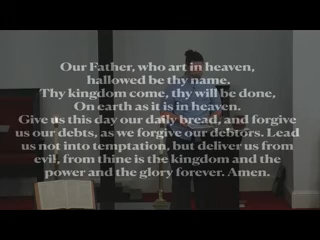 Our Father, who art in heaven,
hallowed be thy name.
Thy kingdom come, thy will be done,
On earth as it is in heaven.
Give us this day our daily bread, and forgive
us our debts, as we forgive our debtors. Lead
us not into temptation, but deliver us from
evil, from thine is the kingdom and the
power and the glory forever. Amen.